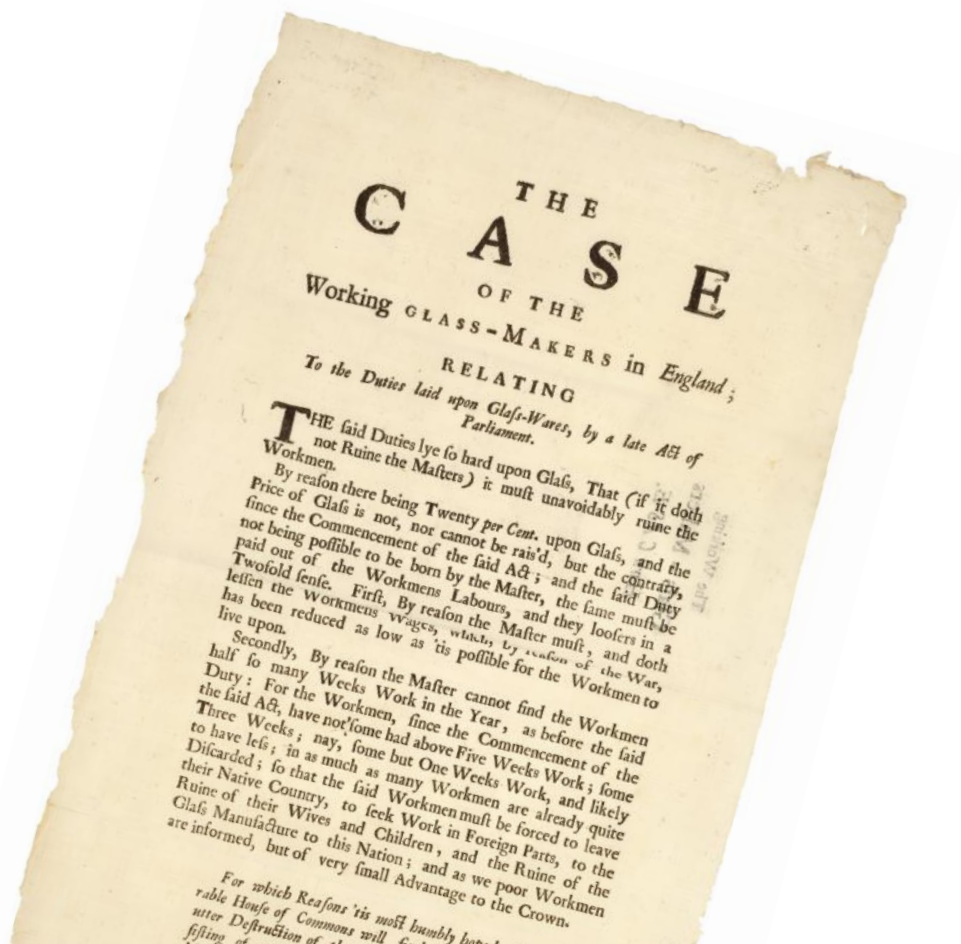 THE
CASE
OF THE
Working GLASS-MAKERS in England;
RELATING
To the Duties laid upon Glaſs-Wares, by a late Act of
Parliament.
THE ſaid Duties lye ſo hard upon Glaſs, That (if it doth
not Ruine the Maſters) it muſt unavoidably ruine the
Workmen.
By reaſon there being Twenty per Cent. upon Glaſs, and the
Price of Glaſs is not, nor cannot be rais'd, but the contrary,
ſince the Commencement of the ſaid Act; and the ſaid Duty
not being poſſible to be born by the Maſter, the ſame muſt be
paid out of the Workmens Labours, and they looſers in a
Twofold ſenſe. Firſt, By reaſon the Maſter muſt, and doth
leſſen the Workmens Wages, which, by reaſon of the War,
has been reduced as low as 'tis poſſible for the Workmen to
live upon.
Secondly, By reaſon the Maſter cannot find the Workmen
half ſo many Weeks Work in the Year, as before the ſaid
Duty: For the Workmen, ſince the Commencement of the
the ſaid Act, have not ſome had above Five Weeks Work; ſome
Three Weeks; nay, ſome but One Weeks Work, and likely
to have leſs; in as much as many Workmen are already quite
Diſcarded; ſo that the ſaid Workmen muſt be forced to leave
their Native Country, to ſeek Work in Foreign Parts, to the
Ruine of their Wives and Children, and the Ruine of the
Glaſs Manufacture to this Nation; and as we poor Workmen
are informed, but of very ſmall Advantage to the Crown.
For which Reaſons 'tis moſt humbly
rable Houſe of Commons will
utter Deſtruction of
ſiſting of
The Working